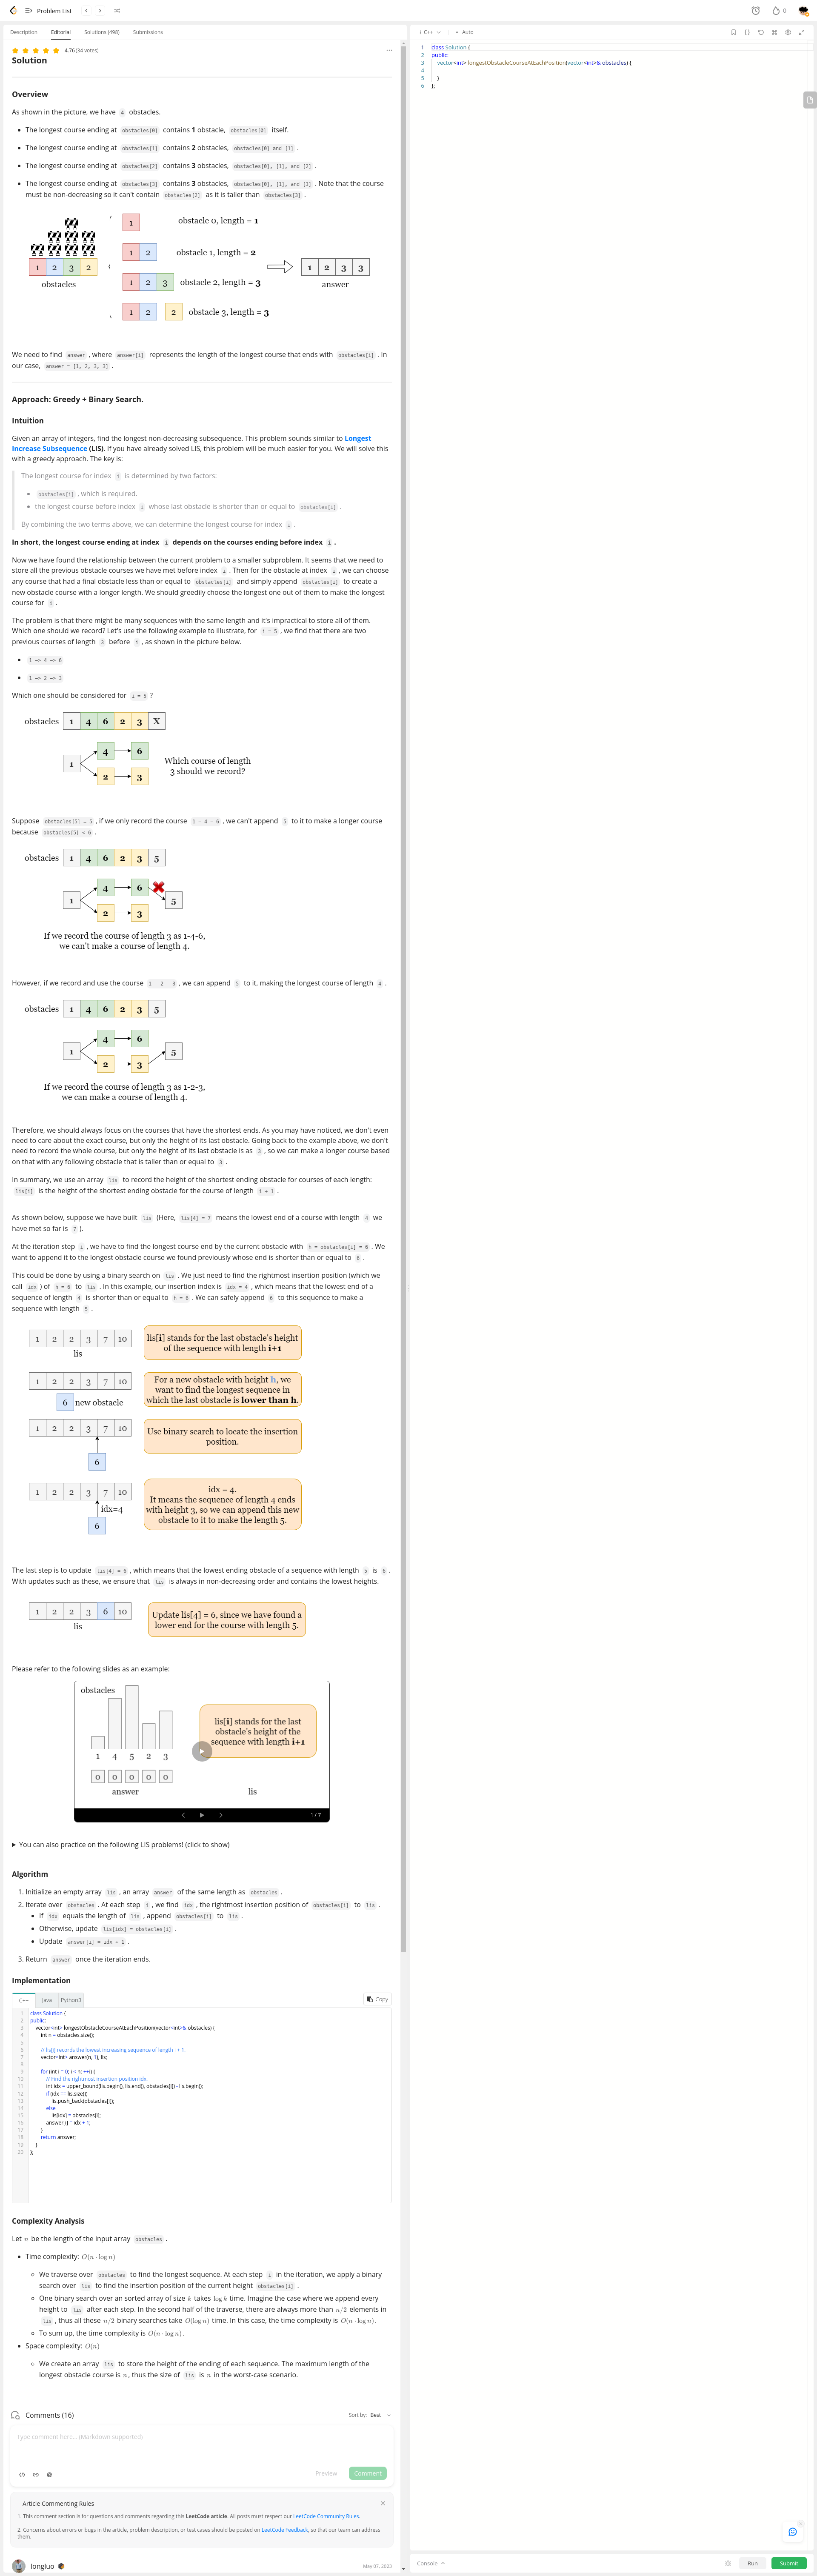 Problem List
0
Description Editorial Solutions (498) Submissions
4.76 (34 votes)
Solution
Overview
As shown in the picture, we have 4 obstacles.
• The longest course ending at obstacles[0] contains 1 obstacle, obstacles[0] itself.
• The longest course ending at obstacles[1] contains 2 obstacles, obstacles[0] and [1] .
• The longest course ending at obstacles[2] contains 3 obstacles, obstacles[0], [1], and [2] .
• The longest course ending at obstacles[3] contains 3 obstacles, obstacles[0], [1], and [3] . Note that the course
must be non-decreasing so it can't contain obstacles[2] as it is taller than obstacles[3] .
1 obstacle 0, length = 1
1 2 obstacle 1, length = 2
1 2 3 2
obstacles
1 2 3 obstacle 2, length = 3
1 2 2 obstacle 3, length = 3
1 2 3 3
answer
We need to find answer , where answer[i] represents the length of the longest course that ends with obstacles[i] . In
our case, answer = [1, 2, 3, 3] .
Approach: Greedy + Binary Search.
Intuition
Given an array of integers, find the longest non-decreasing subsequence. This problem sounds similar to Longest
Increase Subsequence (LIS). If you have already solved LIS, this problem will be much easier for you. We will solve this
with a greedy approach. The key is:
The longest course for index i is determined by two factors:
• obstacles[i] , which is required.
• the longest course before index i whose last obstacle is shorter than or equal to obstacles[i] .
By combining the two terms above, we can determine the longest course for index i .
In short, the longest course ending at index i depends on the courses ending before index i .
Now we have found the relationship between the current problem to a smaller subproblem. It seems that we need to
store all the previous obstacle courses we have met before index i . Then for the obstacle at index i , we can choose
any course that had a final obstacle less than or equal to obstacles[i] and simply append obstacles[i] to create a
new obstacle course with a longer length. We should greedily choose the longest one out of them to make the longest
course for i .
The problem is that there might be many sequences with the same length and it's impractical to store all of them.
Which one should we record? Let's use the following example to illustrate, for i = 5 , we find that there are two
previous courses of length 3 before i , as shown in the picture below.
• 1 -> 4 -> 6
• 1 -> 2 -> 3
Which one should be considered for i = 5 ?
obstacles 1 4 6 2 3 X
1 4 6
2 3
Which course of length
3 should we record?
Suppose obstacles[5] = 5 , if we only record the course 1 - 4 - 6 , we can't append 5 to it to make a longer course
because obstacles[5] < 6 .
obstacles 1 4 6 2 3 5
1 4 6
2 3
5
If we record the course of length 3 as 1-4-6,
we can't make a course of length 4.
However, if we record and use the course 1 - 2 - 3 , we can append 5 to it, making the longest course of length 4 .
obstacles 1 4 6 2 3 5
1 4 6
2 3
5
If we record the course of length 3 as 1-2-3,
we can make a course of length 4.
Therefore, we should always focus on the courses that have the shortest ends. As you may have noticed, we don't even
need to care about the exact course, but only the height of its last obstacle. Going back to the example above, we don't
need to record the whole course, but only the height of its last obstacle is as 3 , so we can make a longer course based
on that with any following obstacle that is taller than or equal to 3 .
In summary, we use an array lis to record the height of the shortest ending obstacle for courses of each length:
lis[i] is the height of the shortest ending obstacle for the course of length i + 1 .
As shown below, suppose we have built lis (Here, lis[4] = 7 means the lowest end of a course with length 4 we
have met so far is 7 ).
At the iteration step i , we have to find the longest course end by the current obstacle with h = obstacles[i] = 6 . We
want to append it to the longest obstacle course we found previously whose end is shorter than or equal to 6 .
This could be done by using a binary search on lis . We just need to find the rightmost insertion position (which we
call idx ) of h = 6 to lis . In this example, our insertion index is idx = 4 , which means that the lowest end of a
sequence of length 4 is shorter than or equal to h = 6 . We can safely append 6 to this sequence to make a
sequence with length 5 .
1 2 2 3 7 10
lis
lis[i] stands for the last obstacle's height
of the sequence with length i+1
1 2 2 3 7 10
6 new obstacle
For a new obstacle with height h, we
want to find the longest sequence in
which the last obstacle is lower than h.
1 2 2 3 7 10
6
Use binary search to locate the insertion
position.
1 2 2 3 7 10
idx=4
6
idx = 4.
It means the sequence of length 4 ends
with height 3, so we can append this new
obstacle to it to make the length 5.
The last step is to update lis[4] = 6 , which means that the lowest ending obstacle of a sequence with length 5 is 6 .
With updates such as these, we ensure that lis is always in non-decreasing order and contains the lowest heights.
1 2 2 3 6 10
lis
Update lis[4] = 6, since we have found a
lower end for the course with length 5.
Please refer to the following slides as an example:
obstacles
1 4 5 2 3
0 0 0 0 0
answer
lis[i] stands for the last
obstacle's height of the
sequence with length i+1
lis
1 / 7
You can also practice on the following LIS problems! (click to show)
Algorithm
1. Initialize an empty array lis , an array answer of the same length as obstacles .
2. Iterate over obstacles . At each step i , we find idx , the rightmost insertion position of obstacles[i] to lis .
• If idx equals the length of lis , append obstacles[i] to lis .
• Otherwise, update lis[idx] = obstacles[i] .
• Update answer[i] = idx + 1 .
3. Return answer once the iteration ends.
Implementation
C++ Java Python3 Copy
1 class Solution {
2 public:
3 vector<int> longestObstacleCourseAtEachPosition(vector<int>& obstacles) {
4 int n = obstacles.size();
5
6 // lis[i] records the lowest increasing sequence of length i + 1.
7 vector<int> answer(n, 1), lis;
8
9 for (int i = 0; i < n; ++i) {
10 // Find the rightmost insertion position idx.
11 int idx = upper_bound(lis.begin(), lis.end(), obstacles[i]) - lis.begin();
12 if (idx == lis.size())
13 lis.push_back(obstacles[i]);
14 else
15 lis[idx] = obstacles[i];
16 answer[i] = idx + 1;
17 }
18 return answer;
19 }
20 };
Complexity Analysis
Let n be the length of the input array obstacles .
• Time complexity: O(n · log n)
○ We traverse over obstacles to find the longest sequence. At each step i in the iteration, we apply a binary
search over lis to find the insertion position of the current height obstacles[i] .
○ One binary search over an sorted array of size k takes log k time. Imagine the case where we append every
height to lis after each step. In the second half of the traverse, there are always more than n/2 elements in
lis , thus all these n/2 binary searches take O(log n) time. In this case, the time complexity is O(n · log n).
○ To sum up, the time complexity is O(n · log n).
• Space complexity: O(n)
○ We create an array lis to store the height of the ending of each sequence. The maximum length of the
longest obstacle course is n, thus the size of lis is n in the worst-case scenario.
Comments (16) Sort by: Best
Type comment here... (Markdown supported)
Preview Comment
Article Commenting Rules
1. This comment section is for questions and comments regarding this LeetCode article. All posts must respect our LeetCode Community Rules.
2. Concerns about errors or bugs in the article, problem description, or test cases should be posted on LeetCode Feedback, so that our team can address
them.
longluo May 07, 2023
i C++ • Auto
1 class Solution {
2 public:
3 vector<int> longestObstacleCourseAtEachPosition(vector<int>& obstacles) {
4
5 }
6 };
Console Run Submit